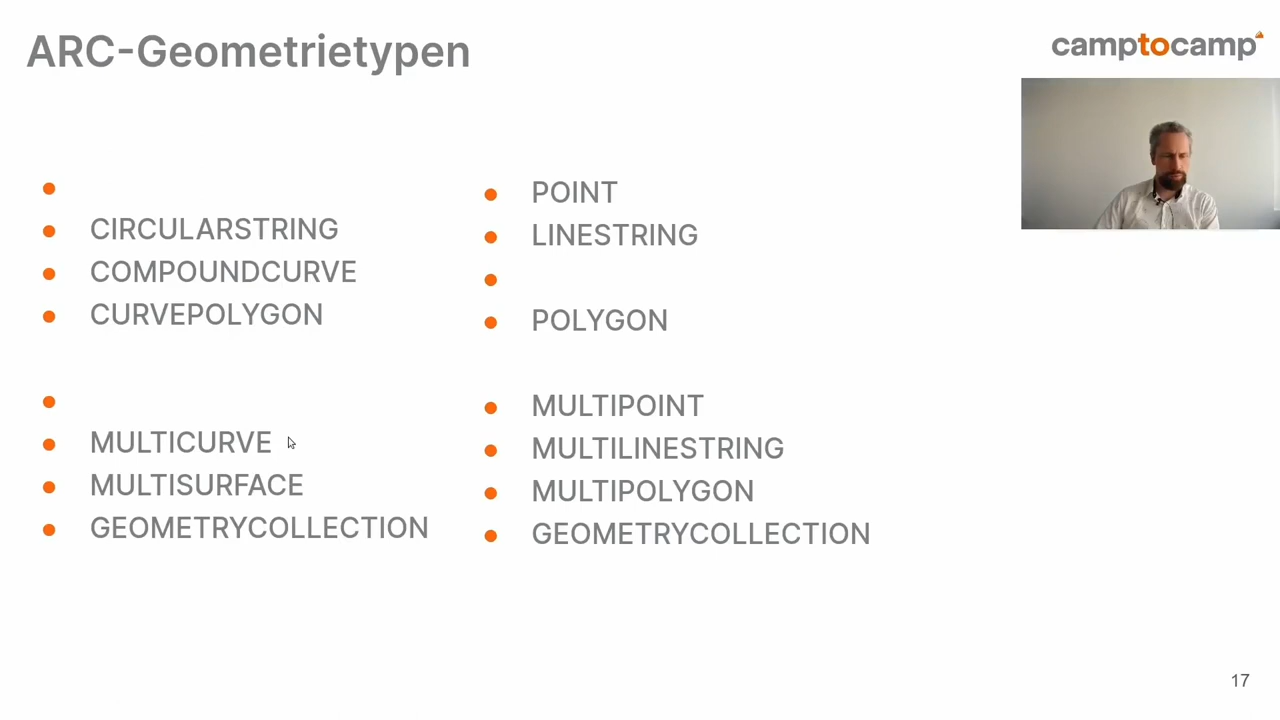 ARC-Geometrietypen
camptocamp
CIRCULARSTRING
COMPOUNDCURVE
CURVEPOLYGON
MULTICURVE
MULTISURFACE
GEOMETRYCOLLECTION
POINT
LINESTRING
POLYGON
MULTIPOINT
MULTILINESTRING
MULTIPOLYGON
GEOMETRYCOLLECTION
17